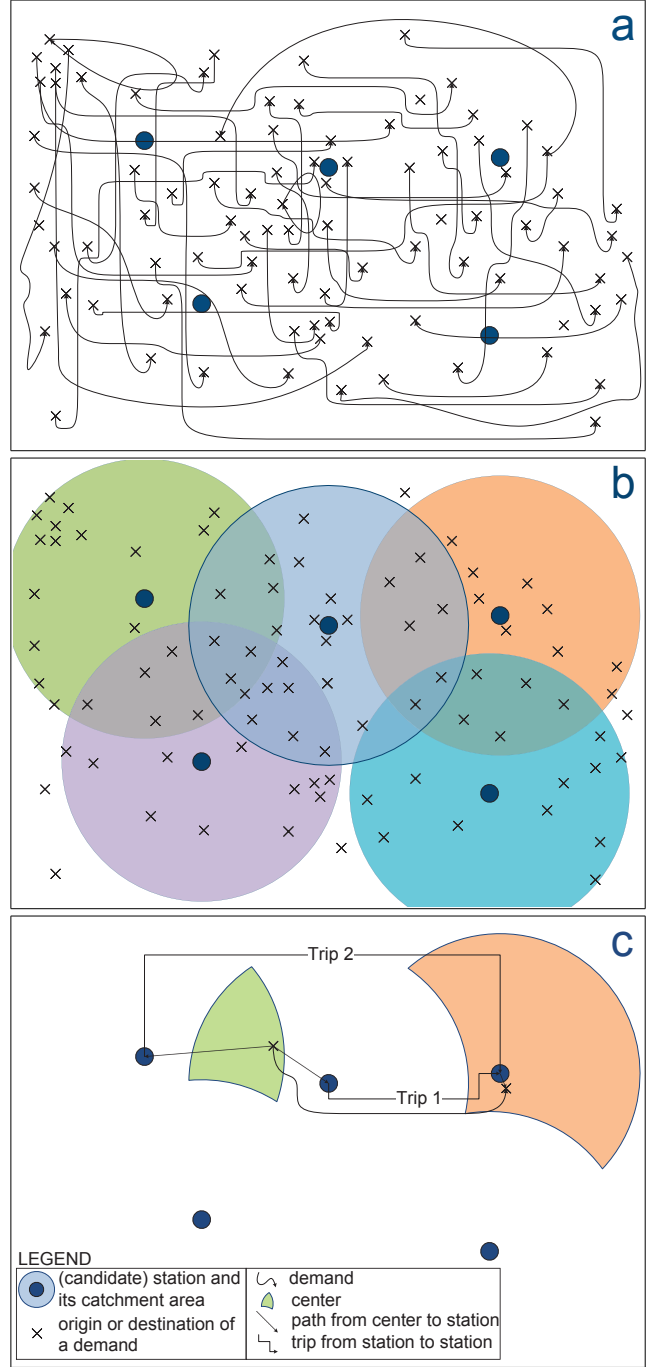 a
b
c
Trip 2
Trip 1
LEGEND
(candidate) station and
its catchment area
origin or destination of
a demand
demand
center
path from center to station
trip from station to station